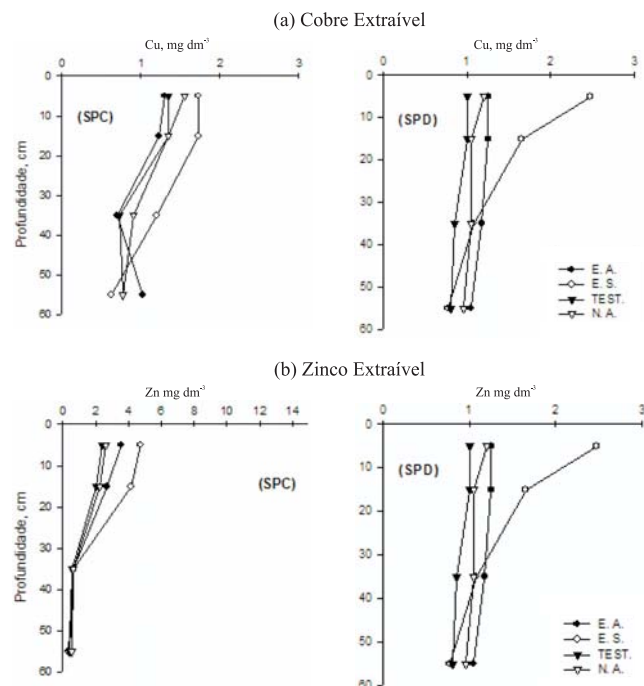 (a) Cobre Extraível
Cu, mg dm⁻³
0 1 2 3
0
10
20
30
40
50
60
Profundidade, cm
(SPC)
Cu, mg dm⁻³
0 1 2 3
0
10
20
30
40
50
60
(SPD)
E. A.
E. S.
TEST.
N. A.
(b) Zinco Extraível
Zn mg dm⁻³
0 2 4 6 8 10 12 14
0
10
20
30
40
50
60
Profundidade, cm
(SPC)
Zn mg dm⁻³
0 1 2 3
0
10
20
30
40
50
60
(SPD)
E. A.
E. S.
TEST.
N. A.